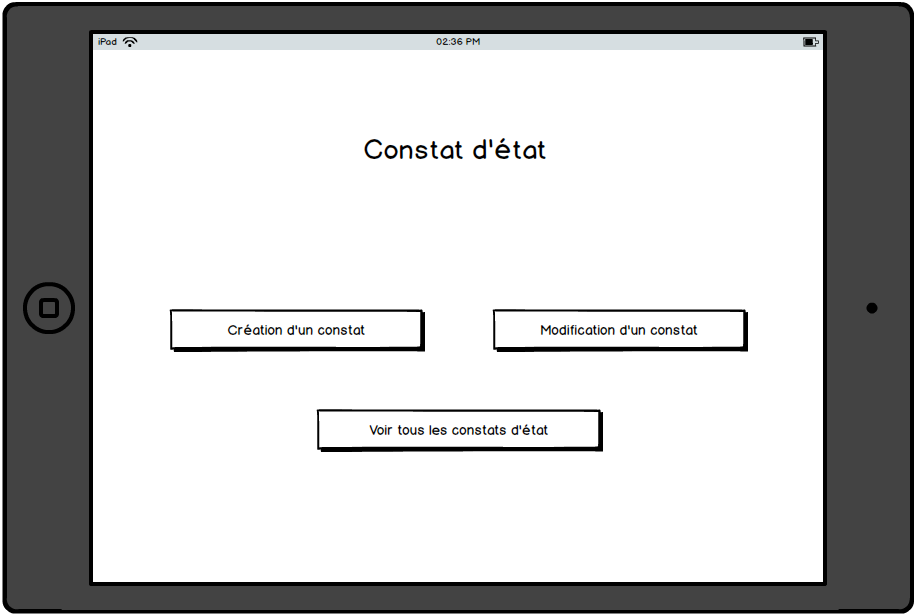 iPad 02:36 PM
Constat d'état
Création d'un constat Modification d'un constat
Voir tous les constats d'état